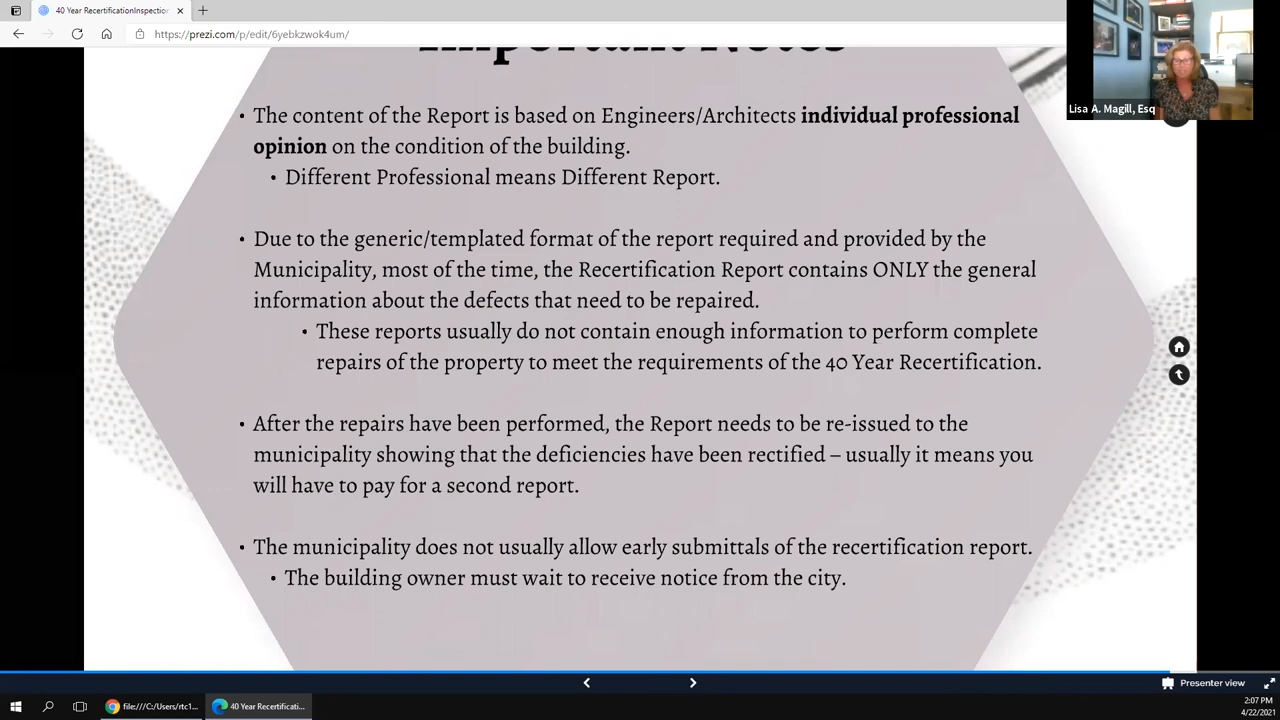 40 Year RecertificationInspectio
https://prezi.com/p/edit/6yebkzwok4um/
Important Notes
Lisa A. Magill, Esq
• The content of the Report is based on Engineers/Architects individual professional
opinion on the condition of the building.
• Different Professional means Different Report.
• Due to the generic/templated format of the report required and provided by the
Municipality, most of the time, the Recertification Report contains ONLY the general
information about the defects that need to be repaired.
• These reports usually do not contain enough information to perform complete
repairs of the property to meet the requirements of the 40 Year Recertification.
• After the repairs have been performed, the Report needs to be re-issued to the
municipality showing that the deficiencies have been rectified – usually it means you
will have to pay for a second report.
• The municipality does not usually allow early submittals of the recertification report.
• The building owner must wait to receive notice from the city.
Presenter view
file:///C:/Users/rtc1...
40 Year Recertificati...
2:07 PM
4/22/2021